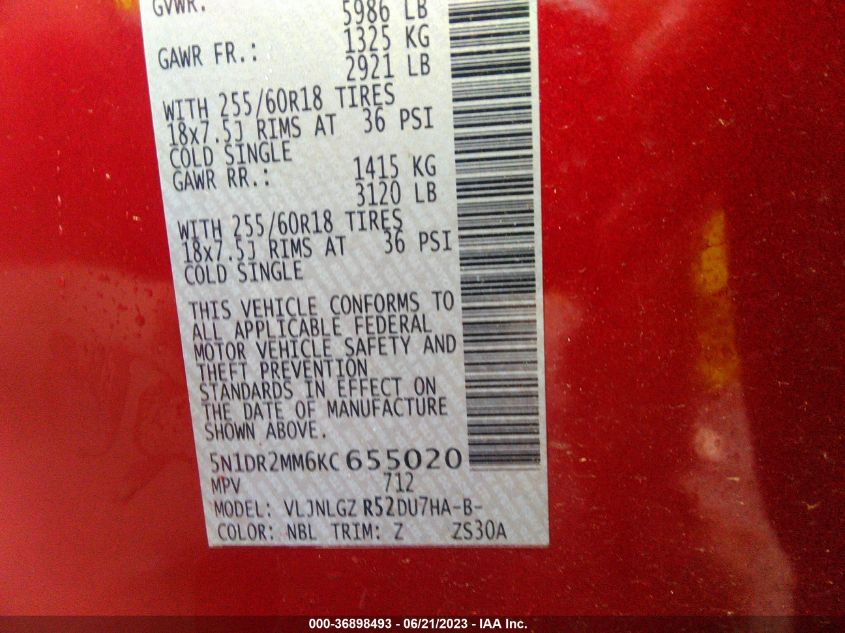 GVWR:
5986 LB
GAWR FR.: 1325 KG
2921 LB
WITH 255/60R18 TIRES
18x7.5J RIMS AT 36 PSI
COLD SINGLE
GAWR RR.: 1415 KG
3120 LB
WITH 255/60R18 TIRES
18x7.5J RIMS AT 36 PSI
COLD SINGLE
THIS VEHICLE CONFORMS TO
ALL APPLICABLE FEDERAL
MOTOR VEHICLE SAFETY AND
THEFT PREVENTION
STANDARDS IN EFFECT ON
THE DATE OF MANUFACTURE
SHOWN ABOVE.
5N1DR2MM6KC 655020
MPV 712
MODEL: VLJNLGZ R52DU7HA-B-
COLOR: NBL TRIM: Z ZS30A
000-36898493 - 06/21/2023 - IAA Inc.